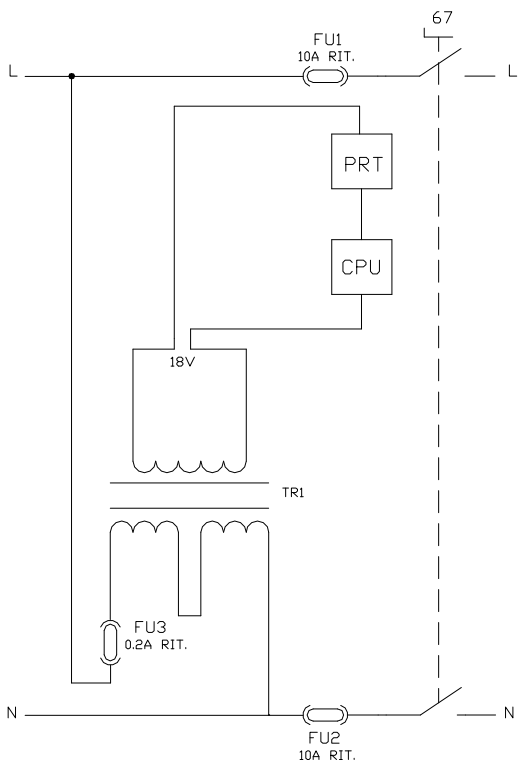 67
FU1
10A RIT.
L
L
PRT
CPU
18V
TR1
FU3
0.2A RIT.
N
N
FU2
10A RIT.